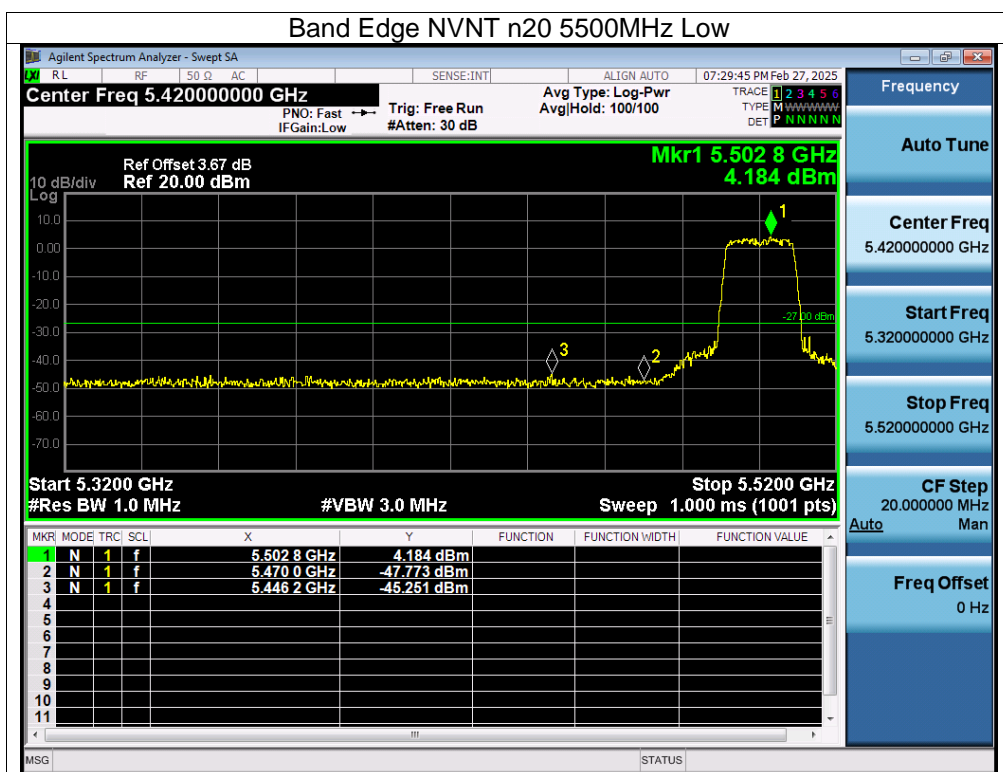 Band Edge NVNT n20 5500MHz Low
Agilent Spectrum Analyzer - Swept SA
LXI RL RF 50 Ω AC SENSE:INT ALIGN AUTO 07:29:45 PM Feb 27, 2025
Center Freq 5.420000000 GHz
PNO: Fast
IFGain:Low
Trig: Free Run
#Atten: 30 dB
Avg Type: Log-Pwr
Avg|Hold: 100/100
TRACE 1 2 3 4 5 6
TYPE M WWWWW
DET P N N N N N
Ref Offset 3.67 dB
10 dB/div Ref 20.00 dBm
Log
Mkr1 5.502 8 GHz
4.184 dBm
10.0
0.00
-10.0
-20.0
-30.0
-40.0
-50.0
-60.0
-70.0
1
-27.00 dBm
3
2
Start 5.3200 GHz Stop 5.5200 GHz
#Res BW 1.0 MHz #VBW 3.0 MHz Sweep 1.000 ms (1001 pts)
MKR MODE TRC SCL X Y FUNCTION FUNCTION WIDTH FUNCTION VALUE
1 N 1 f 5.502 8 GHz 4.184 dBm
2 N 1 f 5.470 0 GHz -47.773 dBm
3 N 1 f 5.446 2 GHz -45.251 dBm
4
5
6
7
8
9
10
11
MSG STATUS
Frequency
Auto Tune
Center Freq
5.420000000 GHz
Start Freq
5.320000000 GHz
Stop Freq
5.520000000 GHz
CF Step
20.000000 MHz
Auto Man
Freq Offset
0 Hz